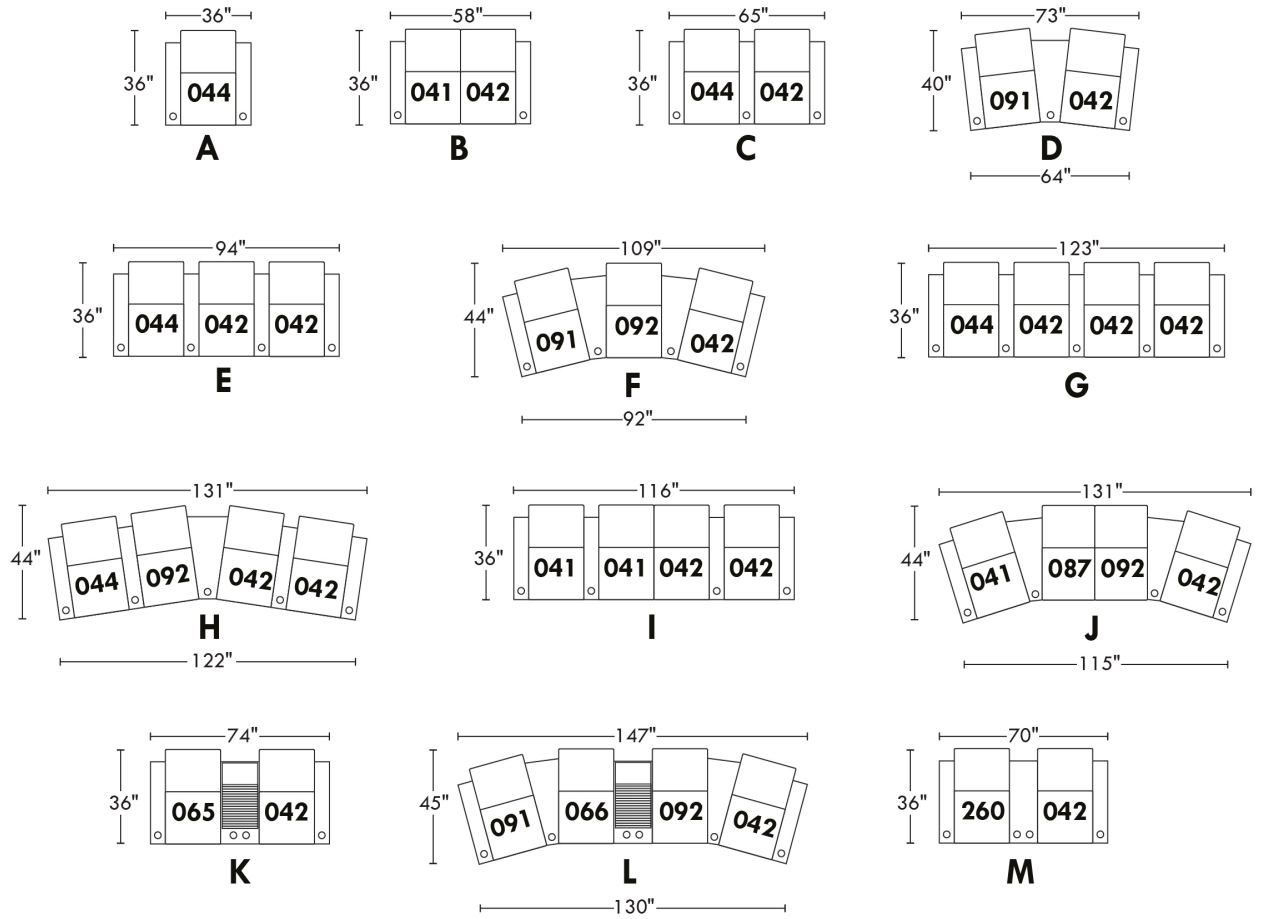 36"
36"
044
A
58"
36"
041 042
B
65"
36"
044 042
C
73"
40"
091 042
D
64"
94"
36"
044 042 042
E
109"
44"
091 092 042
F
92"
123"
36"
044 042 042 042
G
131"
44"
044 092 042 042
H
122"
116"
36"
041 041 042 042
I
131"
44"
041 087 092 042
J
115"
74"
36"
065 042
K
147"
45"
091 066 092 042
L
130"
70"
36"
260 042
M